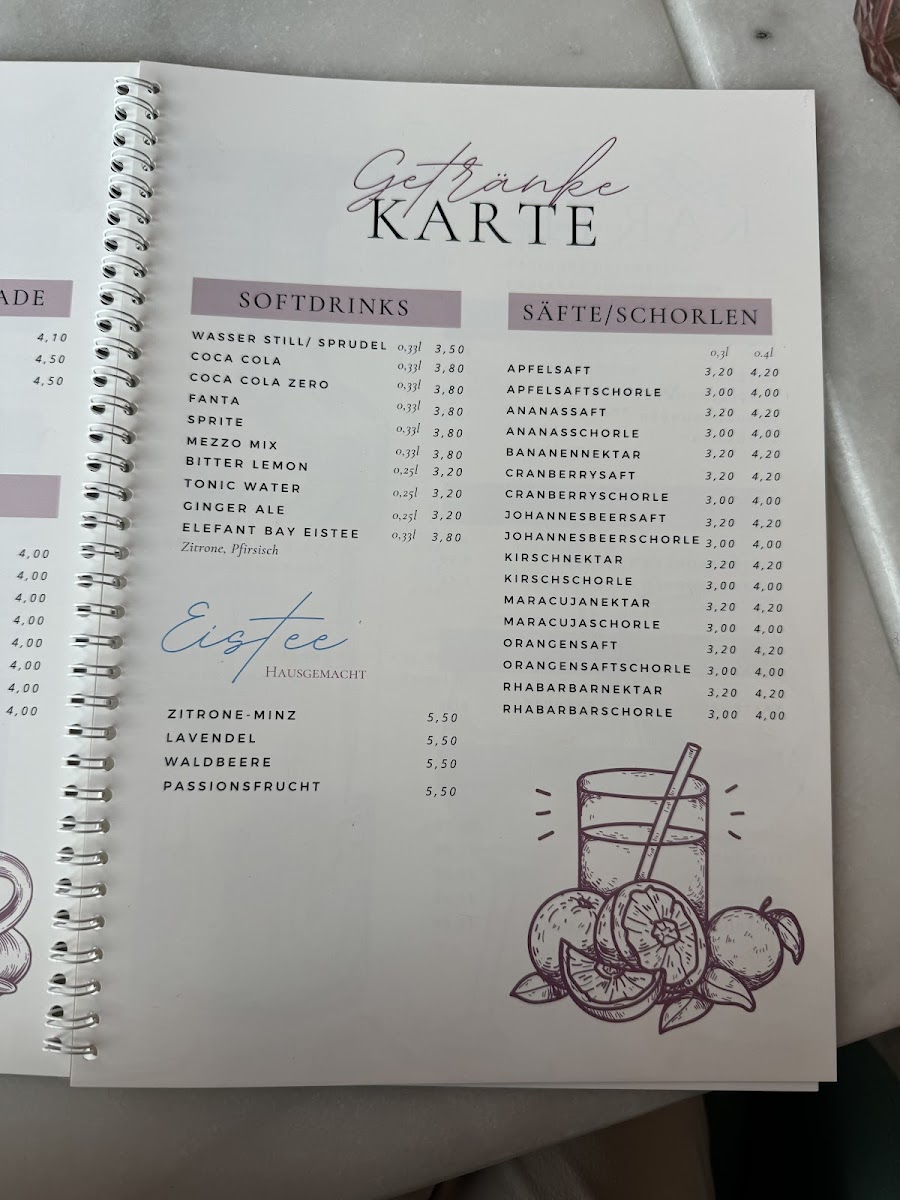 ADE
4,10
4,50
4,50
4,00
4,00
4,00
4,00
4,00
4,00
4,00
4,00
Getränke
KARTE
SOFTDRINKS
WASSER STILL/ SPRUDEL 0,33l 3,50
COCA COLA 0,33l 3,80
COCA COLA ZERO 0,33l 3,80
FANTA 0,33l 3,80
SPRITE 0,33l 3,80
MEZZO MIX 0,33l 3,80
BITTER LEMON 0,25l 3,20
TONIC WATER 0,25l 3,20
GINGER ALE 0,25l 3,20
ELEFANT BAY EISTEE 0,33l 3,80
Zitrone, Pfirsisch
Eistee
HAUSGEMACHT
ZITRONE-MINZ 5,50
LAVENDEL 5,50
WALDBEERE 5,50
PASSIONSFRUCHT 5,50
SÄFTE/SCHORLEN
0,3l 0.4l
APFELSAFT 3,20 4,20
APFELSAFTSCHORLE 3,00 4,00
ANANASSAFT 3,20 4,20
ANANASSCHORLE 3,00 4,00
BANANENNEKTAR 3,20 4,20
CRANBERRYSAFT 3,20 4,20
CRANBERRYSCHORLE 3,00 4,00
JOHANNESBEERSAFT 3,20 4,20
JOHANNESBEERSCHORLE 3,00 4,00
KIRSCHNEKTAR 3,20 4,20
KIRSCHSCHORLE 3,00 4,00
MARACUJANEKTAR 3,20 4,20
MARACUJASCHORLE 3,00 4,00
ORANGENSAFT 3,20 4,20
ORANGENSAFTSCHORLE 3,00 4,00
RHABARBARNEKTAR 3,20 4,20
RHABARBARSCHORLE 3,00 4,00